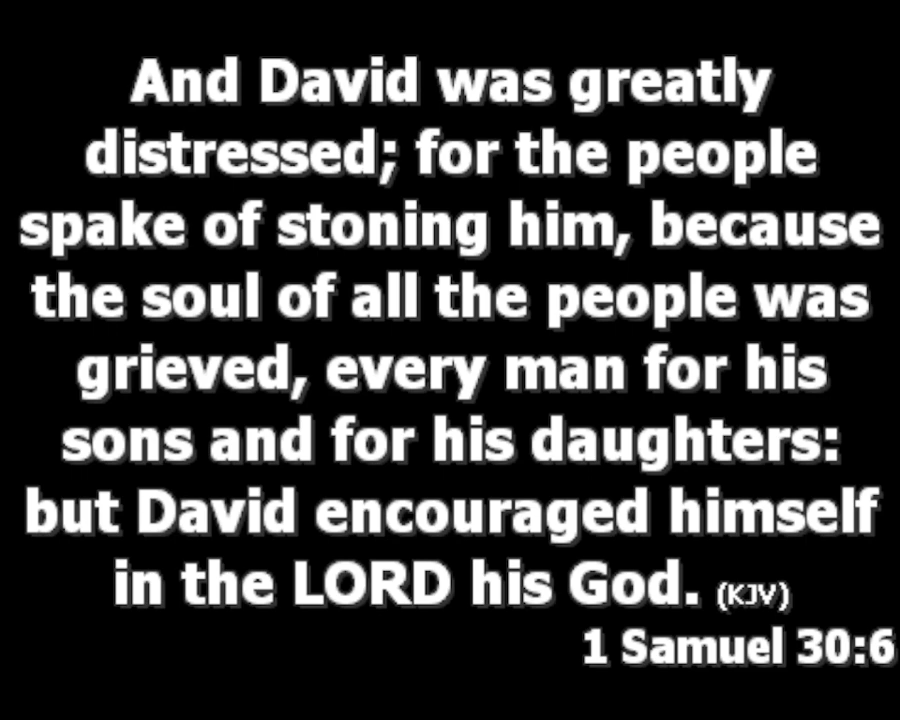 And David was greatly
distressed; for the people
spake of stoning him, because
the soul of all the people was
grieved, every man for his
sons and for his daughters:
but David encouraged himself
in the LORD his God. (KJV)
1 Samuel 30:6